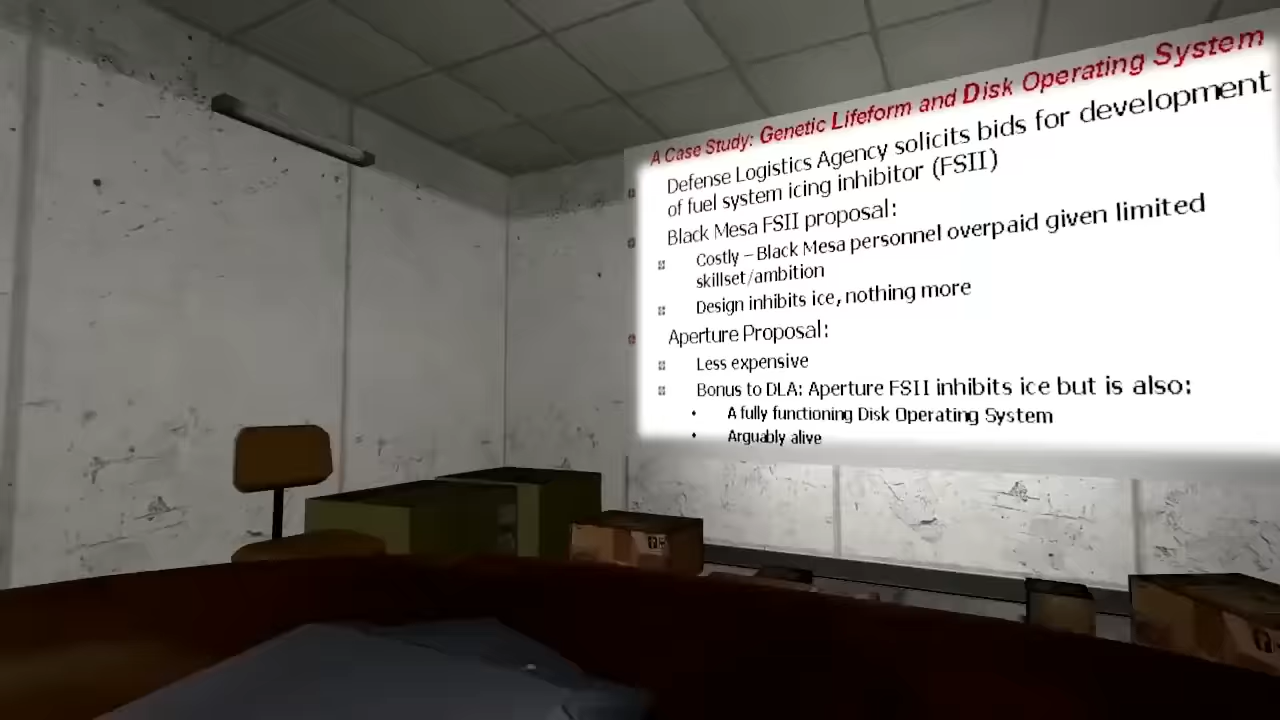 A Case Study: Genetic Lifeform and Disk Operating System
Defense Logistics Agency solicits bids for development
of fuel system icing inhibitor (FSII)
Black Mesa FSII proposal:
Costly – Black Mesa personnel overpaid given limited
skillset/ambition
Design inhibits ice, nothing more
Aperture Proposal:
Less expensive
Bonus to DLA: Aperture FSII inhibits ice but is also:
A fully functioning Disk Operating System
Arguably alive